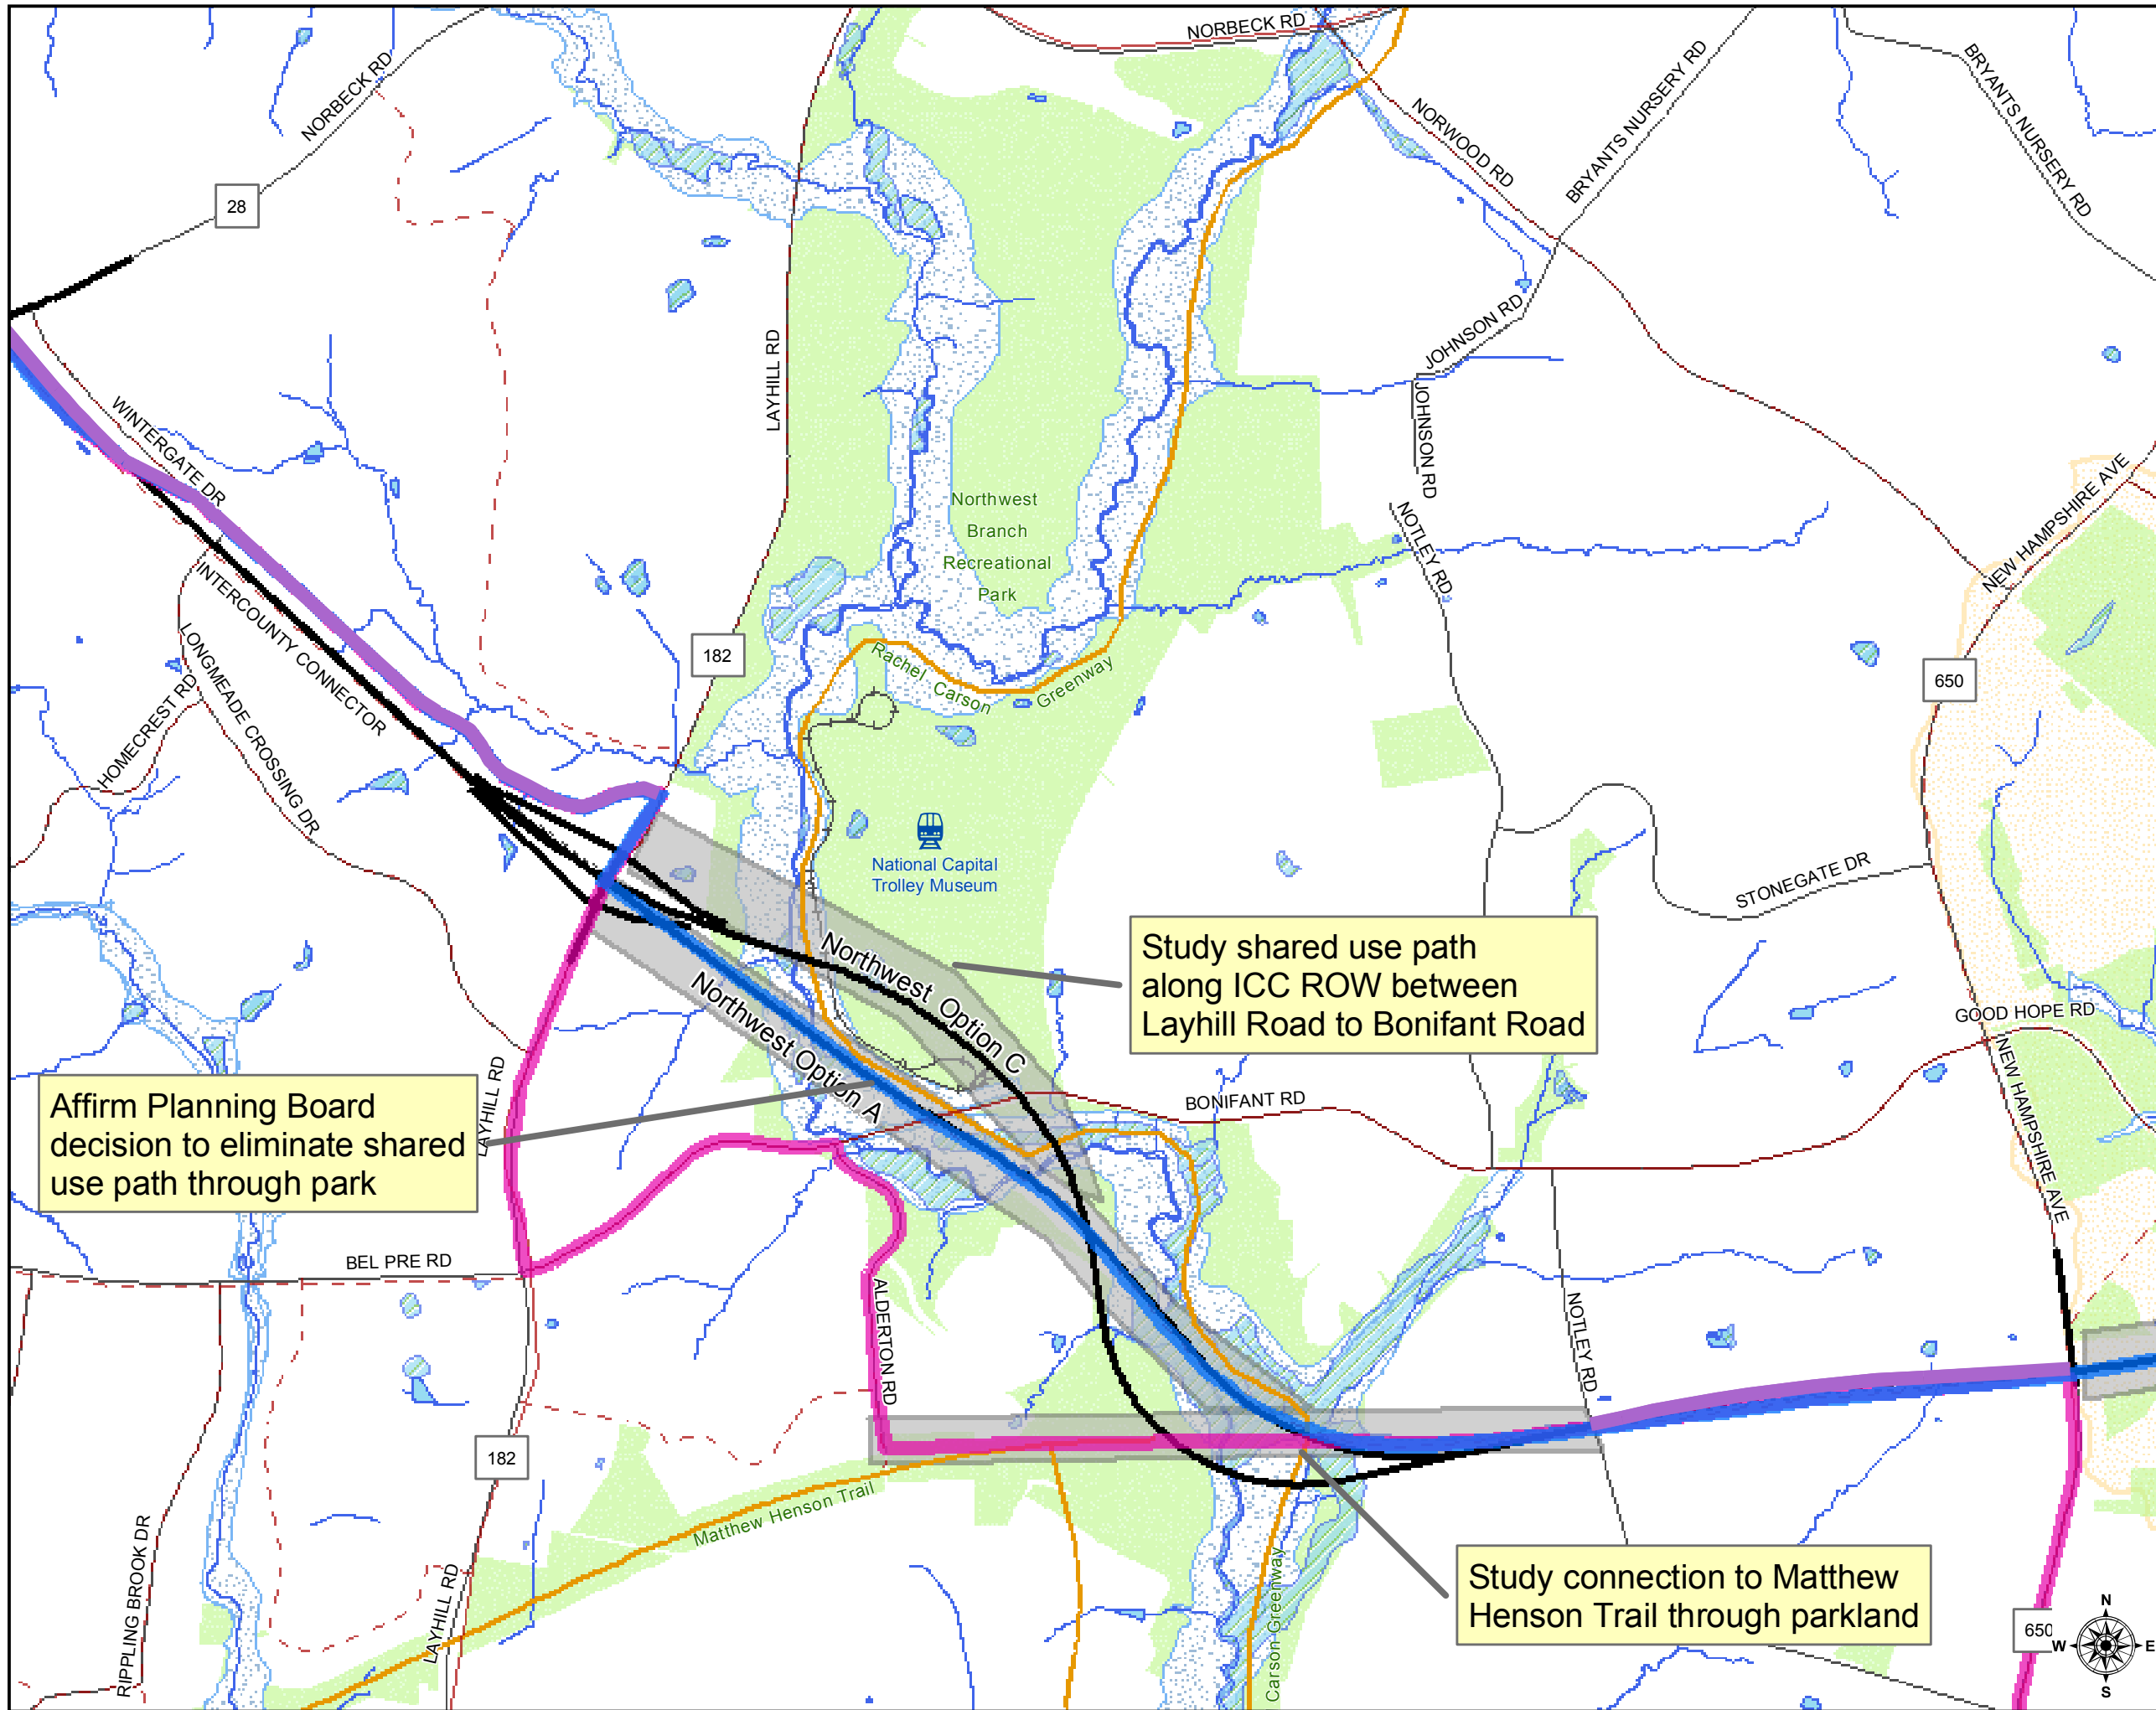 NORBECK RD
NORBECK RD
BRYANTS NURSERY RD
BRYANTS NURSERY RD
NORWOOD RD
28
LAYHILL RD
JOHNSON RD
JOHNSON RD
WINTERGATE DR
NEW HAMPSHIRE AVE
Northwest
Branch
Recreational
Park
NOTLEY RD
INTERCOUNTY CONNECTOR
LONGMEADE CROSSING DR
HOMECREST RD
182
Rachel Carson Greenway
650
National Capital
Trolley Museum
STONEGATE DR
Northwest Option C
Northwest Option A
Study shared use path
along ICC ROW between
Layhill Road to Bonifant Road
GOOD HOPE RD
NEW HAMPSHIRE AVE
LAYHILL RD
BONIFANT RD
Affirm Planning Board
decision to eliminate shared
use path through park
BEL PRE RD
ALDERTON RD
NOTLEY RD
182
Matthew Henson Trail
RIPPLING BROOK DR
LAYHILL RD
Carson Greenway
Study connection to Matthew
Henson Trail through parkland
650
N
W
E
S